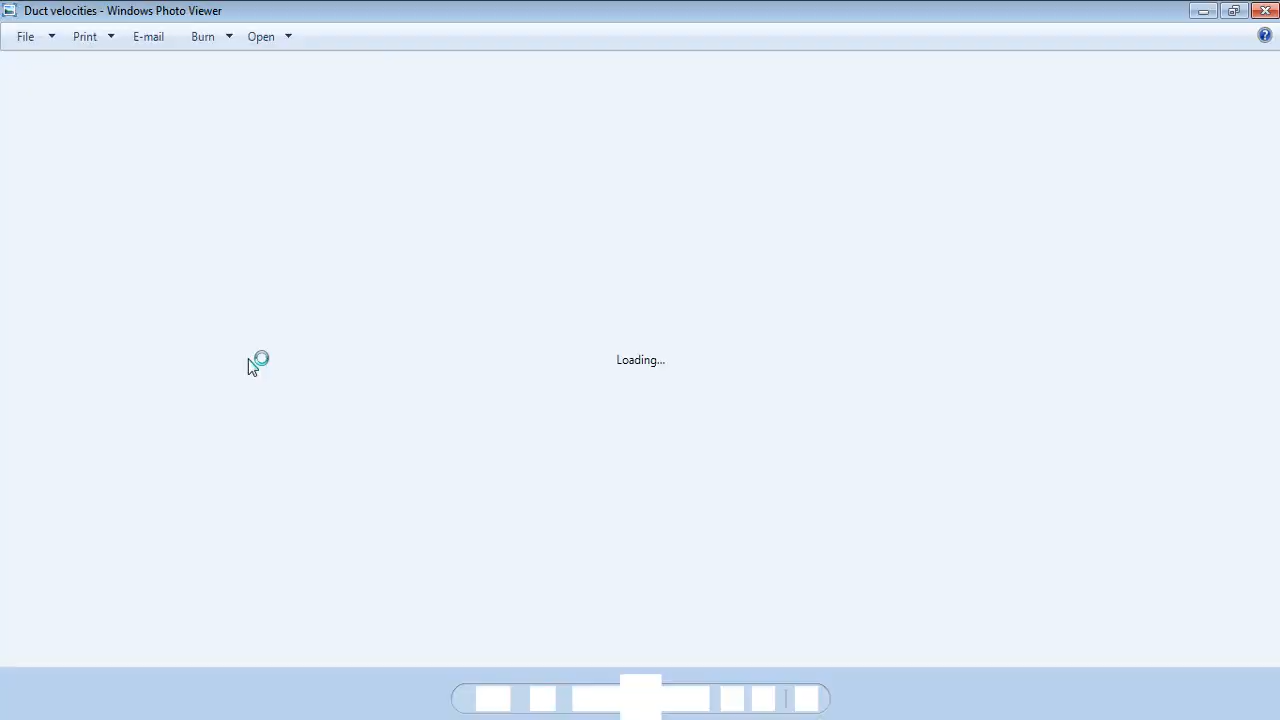 Duct velocities - Windows Photo Viewer
File Print E-mail Burn Open
Loading...